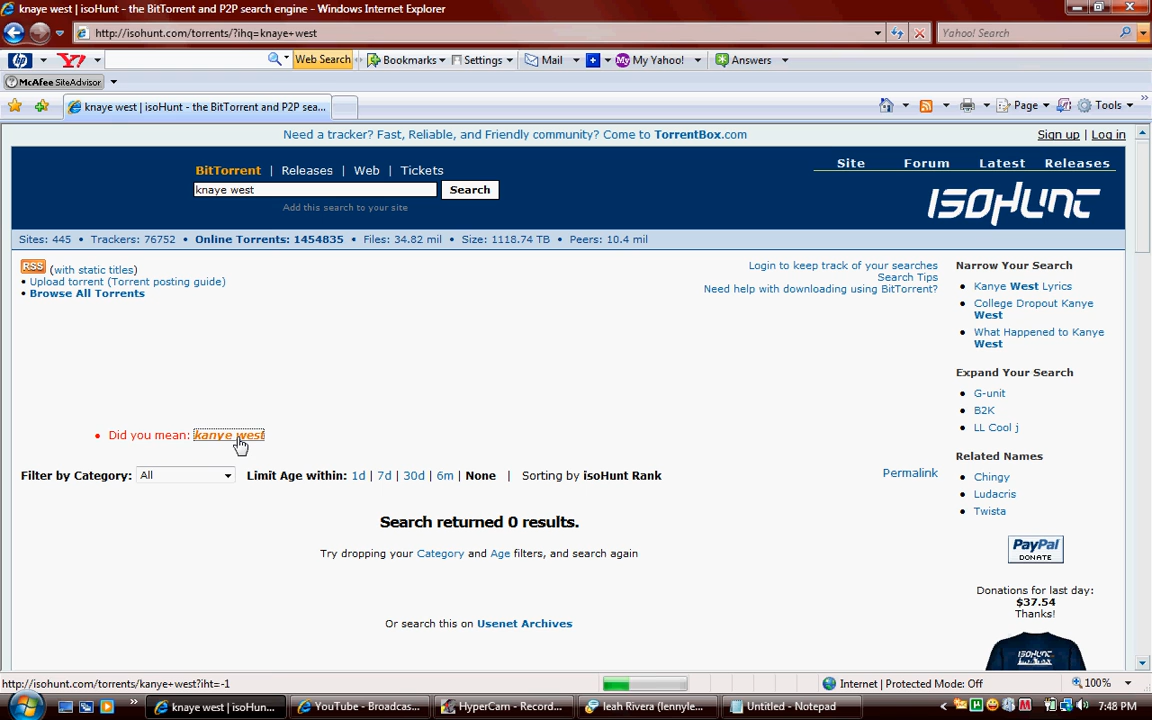 knaye west | isoHunt - the BitTorrent and P2P search engine - Windows Internet Explorer
http://isohunt.com/torrents/?ihq=knaye+west
Yahoo! Search
hp Y! Web Search Bookmarks Settings Mail My Yahoo! Answers
McAfee SiteAdvisor
knaye west | isoHunt - the BitTorrent and P2P sea... Page Tools
Need a tracker? Fast, Reliable, and Friendly community? Come to TorrentBox.com
Sign up | Log in
BitTorrent | Releases | Web | Tickets
Site Forum Latest Releases
knaye west Search
isoHunt
Add this search to your site
Sites: 445 • Trackers: 76752 • Online Torrents: 1454835 • Files: 34.82 mil • Size: 1118.74 TB • Peers: 10.4 mil
RSS (with static titles)
• Upload torrent (Torrent posting guide)
• Browse All Torrents
Login to keep track of your searches
Search Tips
Need help with downloading using BitTorrent?
Narrow Your Search
• Kanye West Lyrics
• College Dropout Kanye
West
• What Happened to Kanye
West
Expand Your Search
• G-unit
• B2K
• LL Cool j
Related Names
• Chingy
• Ludacris
• Twista
• Did you mean: kanye west
Filter by Category: All Limit Age within: 1d | 7d | 30d | 6m | None | Sorting by isoHunt Rank
Permalink
Search returned 0 results.
Try dropping your Category and Age filters, and search again
Or search this on Usenet Archives
PayPal
DONATE
Donations for last day:
$37.54
Thanks!
isoHunt
http://isohunt.com/torrents/kanye+west?iht=-1
Internet | Protected Mode: Off
100%
knaye west | isoHun... YouTube - Broadcas... HyperCam - Record... leah Rivera (lennyle... Untitled - Notepad
7:48 PM